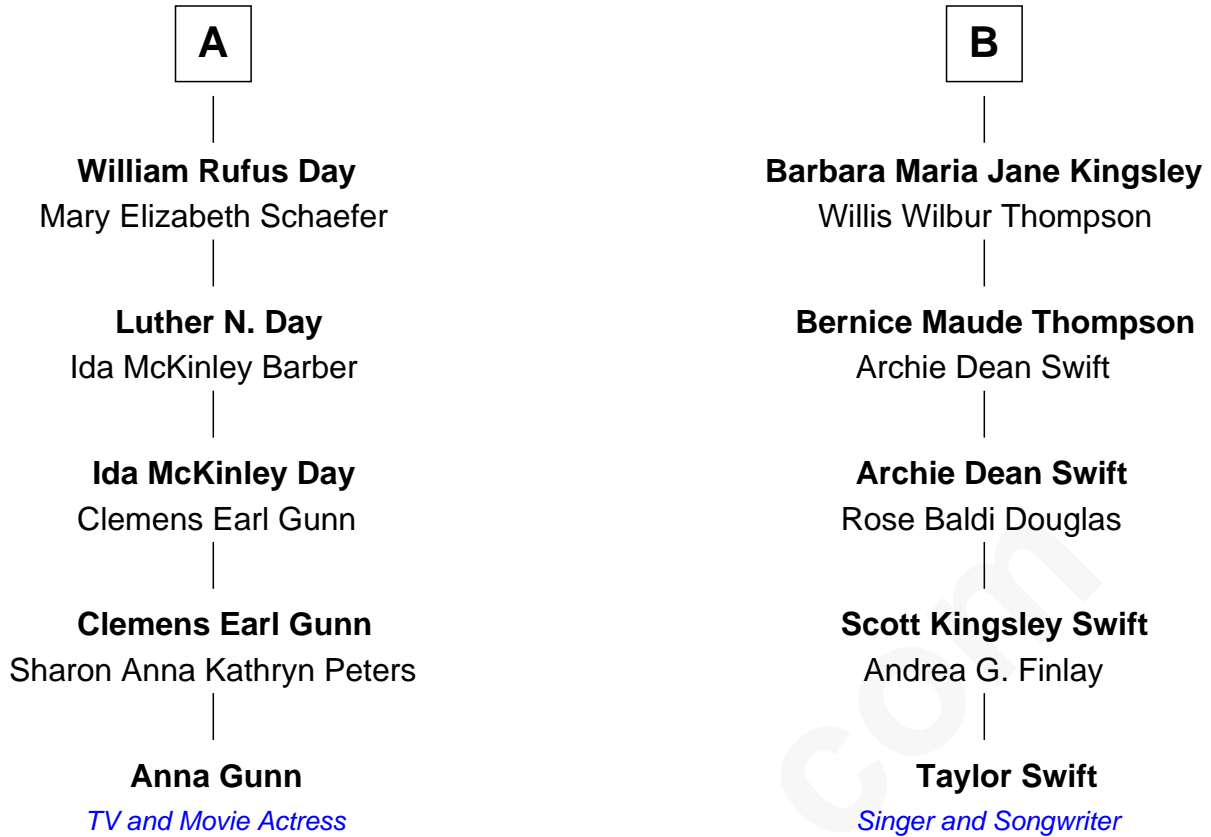 A
William Rufus Day
Mary Elizabeth Schaefer
Luther N. Day
Ida McKinley Barber
Ida McKinley Day
Clemens Earl Gunn
Clemens Earl Gunn
Sharon Anna Kathryn Peters
Anna Gunn
TV and Movie Actress
B
Barbara Maria Jane Kingsley
Willis Wilbur Thompson
Bernice Maude Thompson
Archie Dean Swift
Archie Dean Swift
Rose Baldi Douglas
Scott Kingsley Swift
Andrea G. Finlay
Taylor Swift
Singer and Songwriter
com